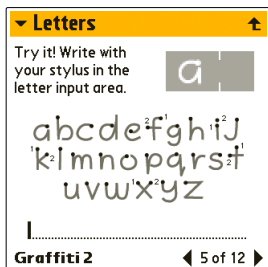 Letters
Try it! Write with
your stylus in the
letter input area.
a
abcdefghij
klmnopqrst
uvwxyz
Graffiti 2
5 of 12